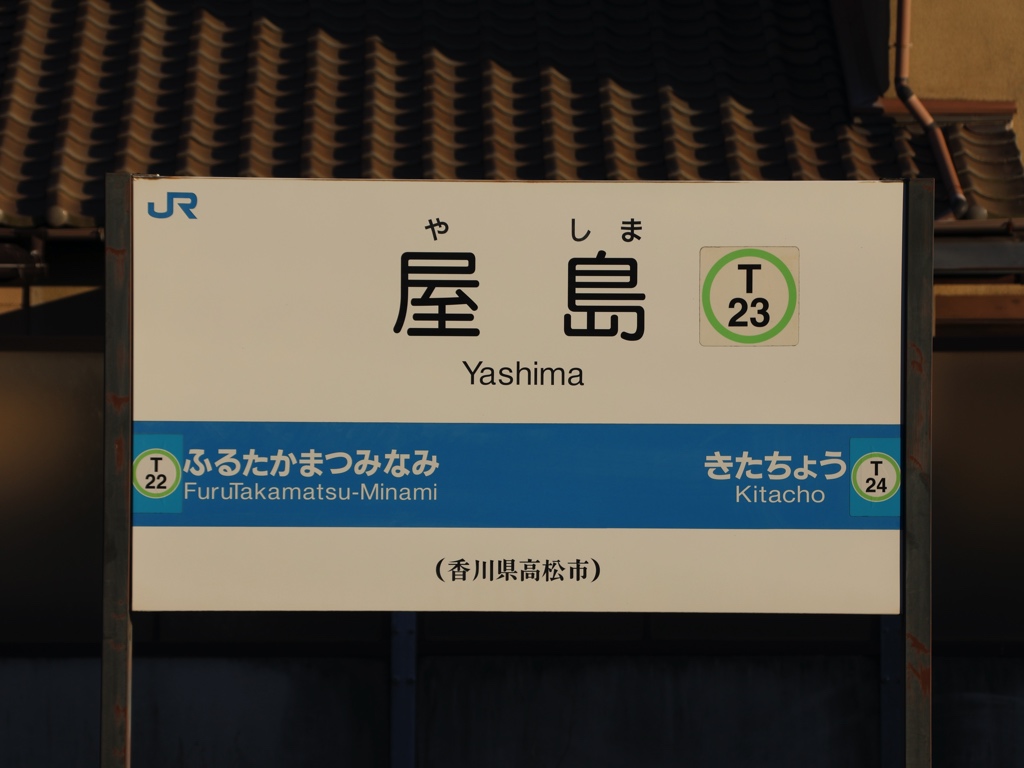 JR
や しま
屋島
T
23
Yashima
T
22
ふるたかまつみなみ
FuruTakamatsu-Minami
きたちょう
Kitacho
T
24
(香川県高松市)